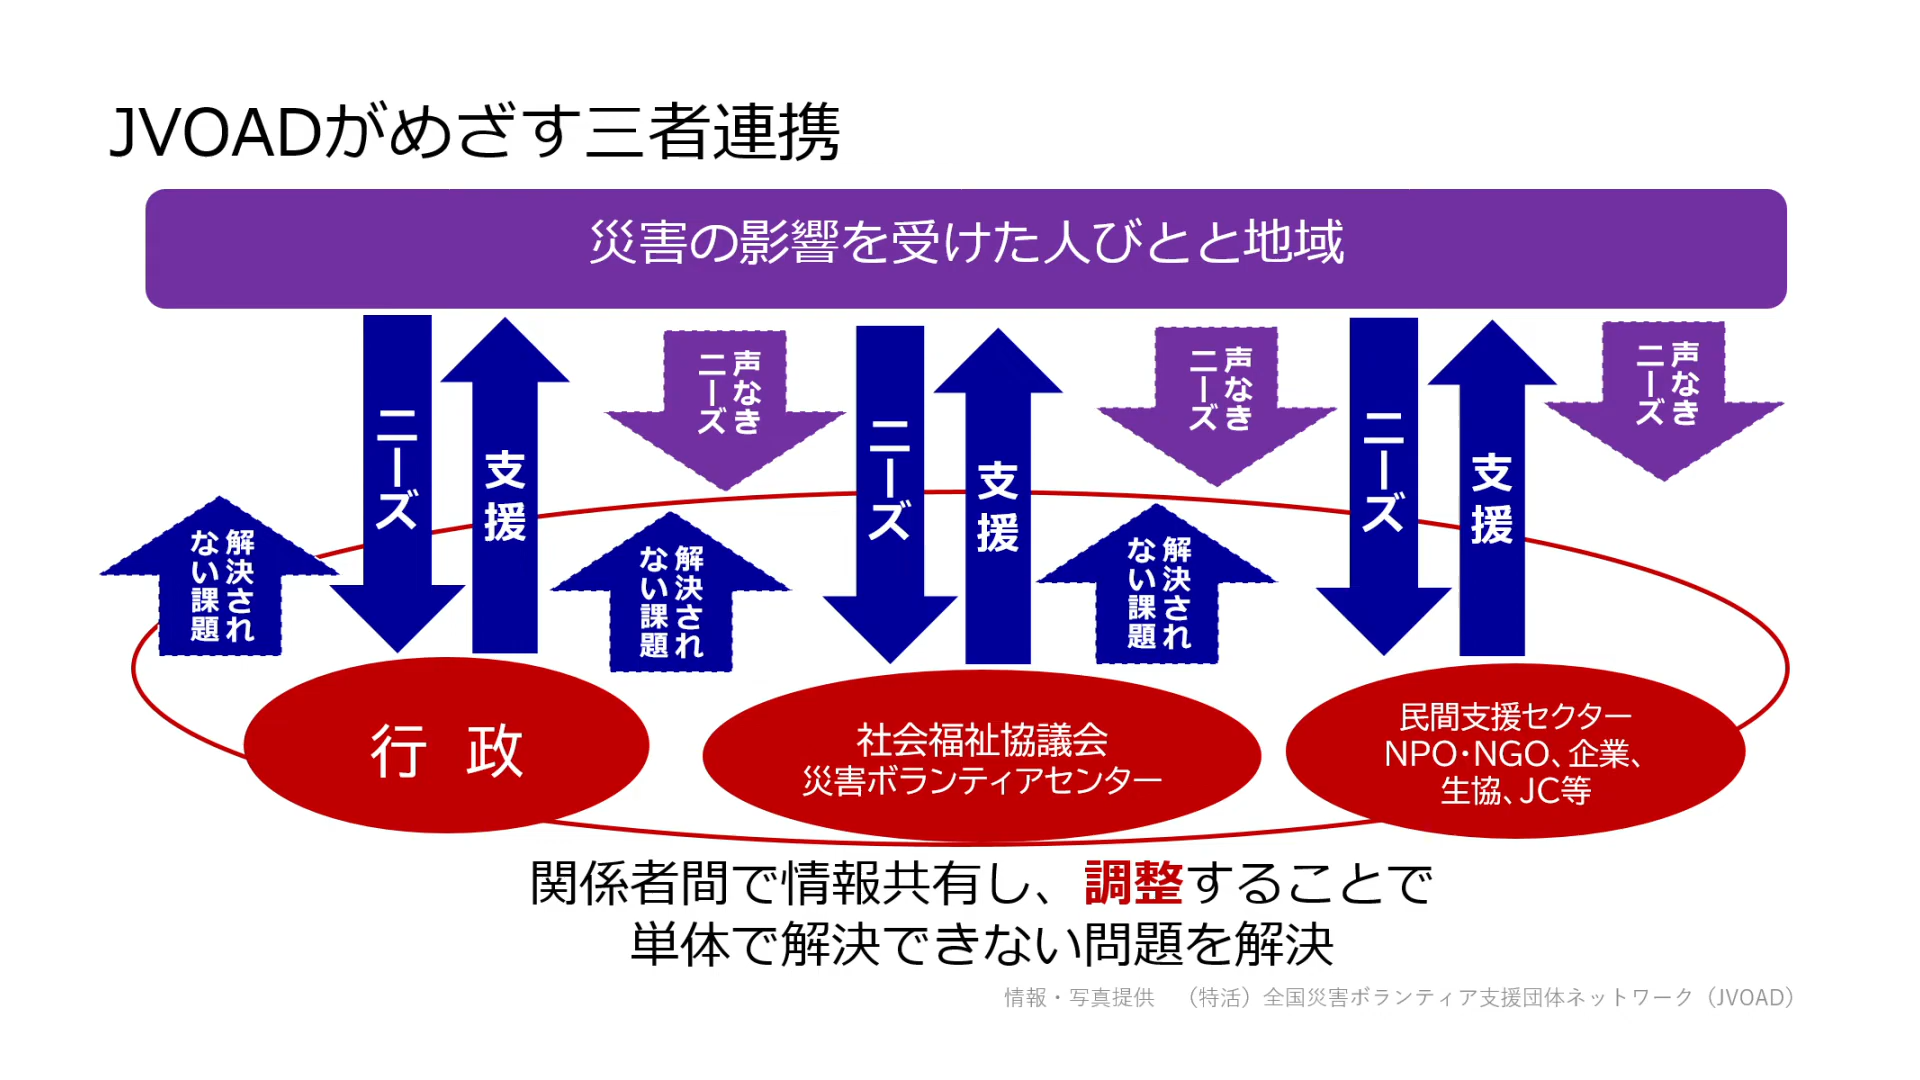 JVOADがめざす三者連携
災害の影響を受けた人びとと地域
ニーズ
支援
声なき
ニーズ
ニーズ
支援
声なき
ニーズ
ニーズ
支援
声なき
ニーズ
解決され
ない課題
解決され
ない課題
解決され
ない課題
行 政
社会福祉協議会
災害ボランティアセンター
民間支援セクター
NPO・NGO、企業、
生協、JC等
関係者間で情報共有し、調整することで
単体で解決できない問題を解決
情報・写真提供 （特活）全国災害ボランティア支援団体ネットワーク（JVOAD）